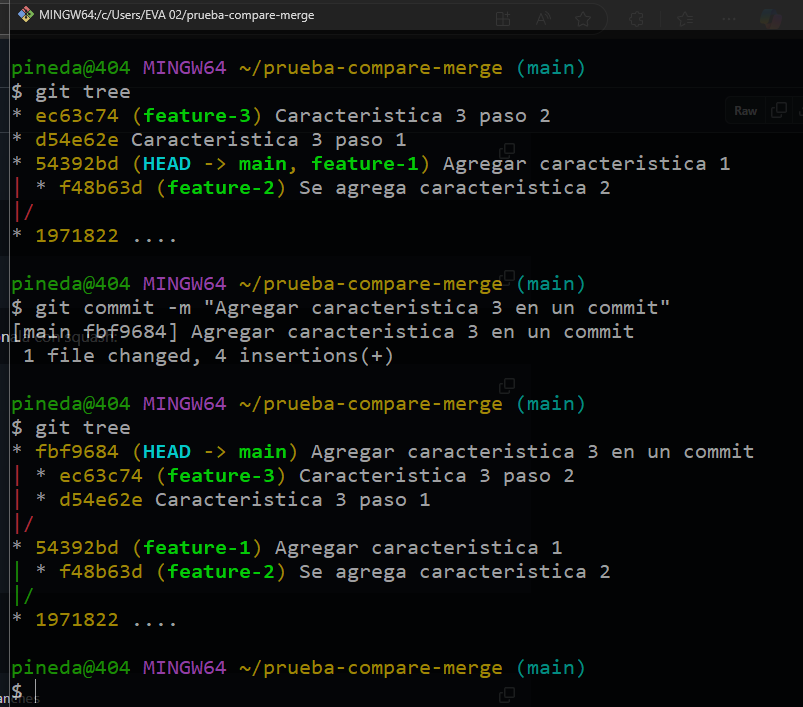 MINGW64:/c/Users/EVA 02/prueba-compare-merge
Raw
pineda@404 MINGW64 ~/prueba-compare-merge (main)
$ git tree
* ec63c74 (feature-3) Caracteristica 3 paso 2
* d54e62e Caracteristica 3 paso 1
* 54392bd (HEAD -> main, feature-1) Agregar caracteristica 1
| * f48b63d (feature-2) Se agrega caracteristica 2
|/
* 1971822 ....
pineda@404 MINGW64 ~/prueba-compare-merge (main)
$ git commit -m "Agregar caracteristica 3 en un commit"
[main fbf9684] Agregar caracteristica 3 en un commit
1 file changed, 4 insertions(+)
pineda@404 MINGW64 ~/prueba-compare-merge (main)
$ git tree
* fbf9684 (HEAD -> main) Agregar caracteristica 3 en un commit
| * ec63c74 (feature-3) Caracteristica 3 paso 2
| * d54e62e Caracteristica 3 paso 1
|/
* 54392bd (feature-1) Agregar caracteristica 1
| * f48b63d (feature-2) Se agrega caracteristica 2
|/
* 1971822 ....
pineda@404 MINGW64 ~/prueba-compare-merge (main)
$